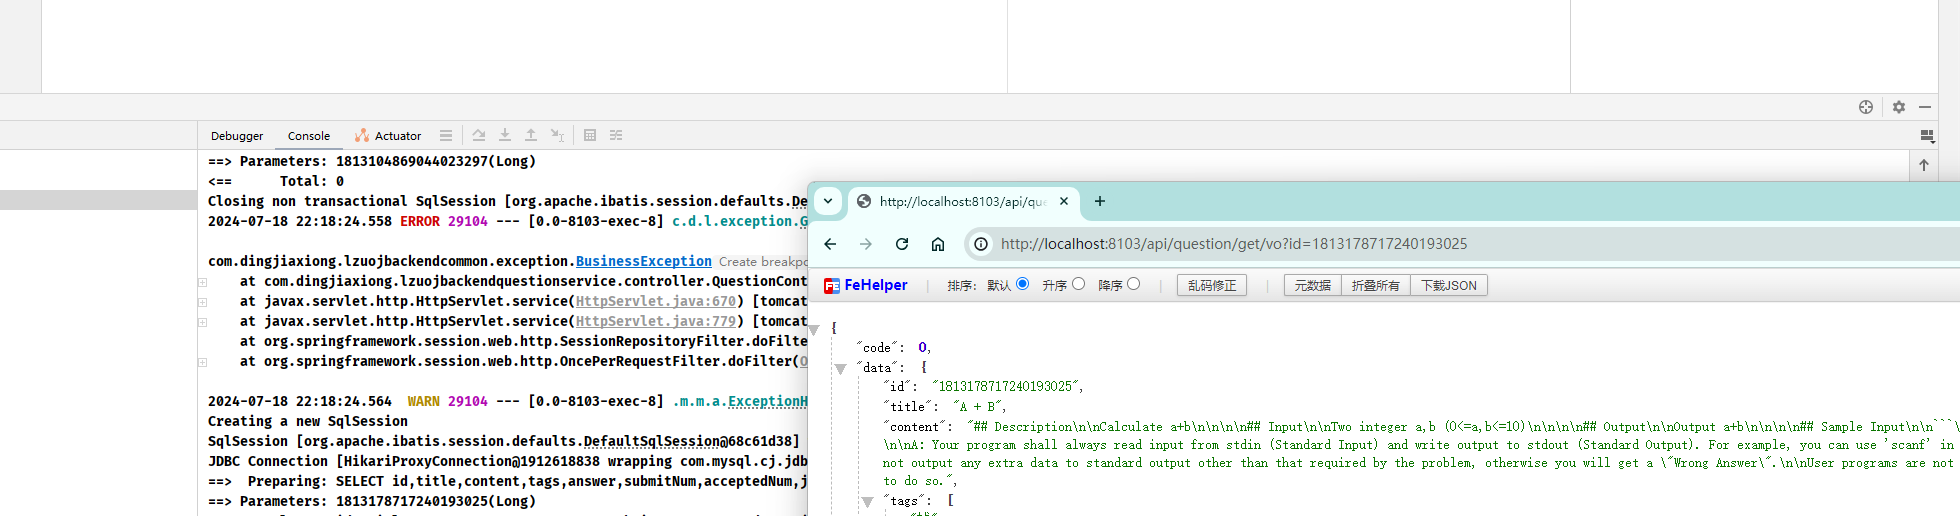 Debugger Console Actuator
==> Parameters: 1813104869044023297(Long)
<== Total: 0
Closing non transactional SqlSession [org.apache.ibatis.session.defaults.De
2024-07-18 22:18:24.558 ERROR 29104 --- [0.0-8103-exec-8] c.d.l.exception.G
com.dingjiaxiong.lzuojbackendcommon.exception.BusinessException Create breakpo
at com.dingjiaxiong.lzuojbackendquestionservice.controller.QuestionCont
at javax.servlet.http.HttpServlet.service(HttpServlet.java:670) [tomcat
at javax.servlet.http.HttpServlet.service(HttpServlet.java:779) [tomcat
at org.springframework.session.web.http.SessionRepositoryFilter.doFilte
at org.springframework.session.web.http.OncePerRequestFilter.doFilter(O
2024-07-18 22:18:24.564 WARN 29104 --- [0.0-8103-exec-8] .m.m.a.ExceptionH
Creating a new SqlSession
SqlSession [org.apache.ibatis.session.defaults.DefaultSqlSession@68c61d38]
JDBC Connection [HikariProxyConnection@1912618838 wrapping com.mysql.cj.jdb
==> Preparing: SELECT id,title,content,tags,answer,submitNum,acceptedNum,j
==> Parameters: 1813178717240193025(Long)
http://localhost:8103/api/que
http://localhost:8103/api/question/get/vo?id=1813178717240193025
FeHelper 排序: 默认 升序 降序 乱码修正 元数据 折叠所有 下载JSON
{
"code": 0,
"data": {
"id": "1813178717240193025",
"title": "A + B",
"content": "## Description\n\nCalculate a+b\n\n\n\n## Input\n\nTwo integer a,b (0<=a,b<=10)\n\n\n\n## Output\n\nOutput a+b\n\n\n\n## Sample Input\n\n```\
\n\nA: Your program shall always read input from stdin (Standard Input) and write output to stdout (Standard Output). For example, you can use 'scanf' in
not output any extra data to standard output other than that required by the problem, otherwise you will get a \"Wrong Answer\".\n\nUser programs are not
to do so.",
"tags": [